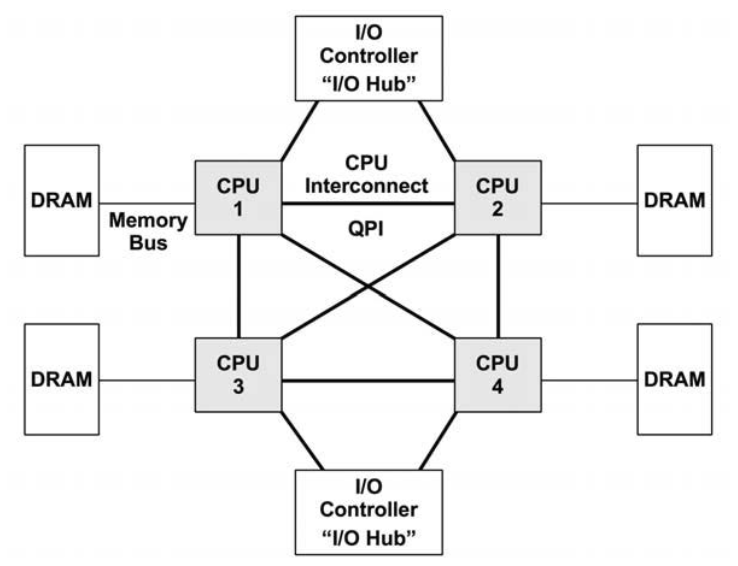 I/O
Controller
“I/O Hub”
CPU
Interconnect
QPI
CPU
1
CPU
2
DRAM
Memory
Bus
DRAM
DRAM
CPU
3
CPU
4
DRAM
I/O
Controller
“I/O Hub”